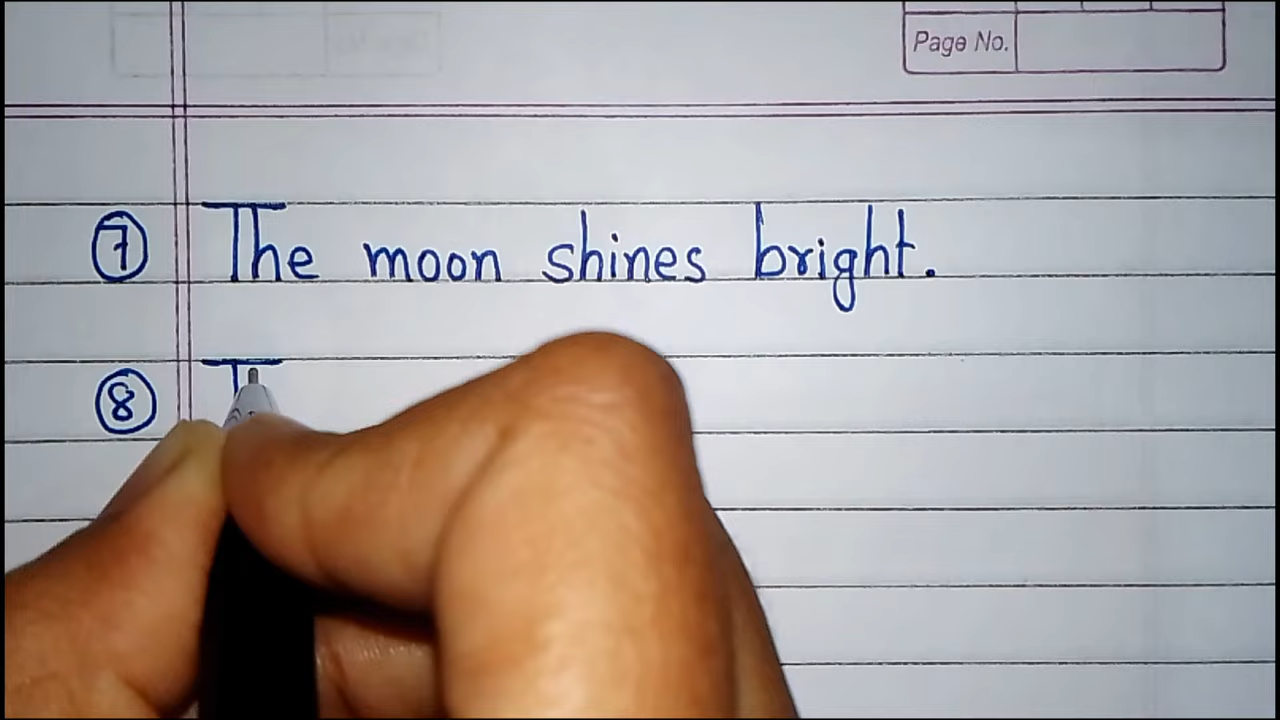 Page No.
⑦ The moon shines bright.
⑧ T